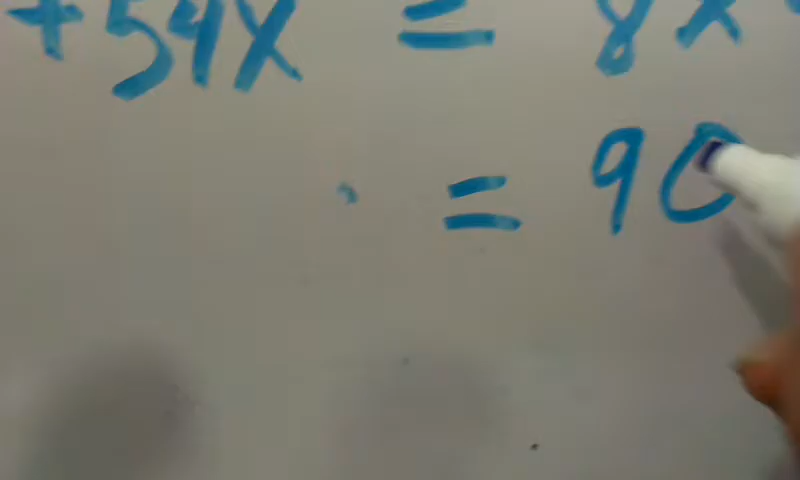 +54x = 8x
= 90